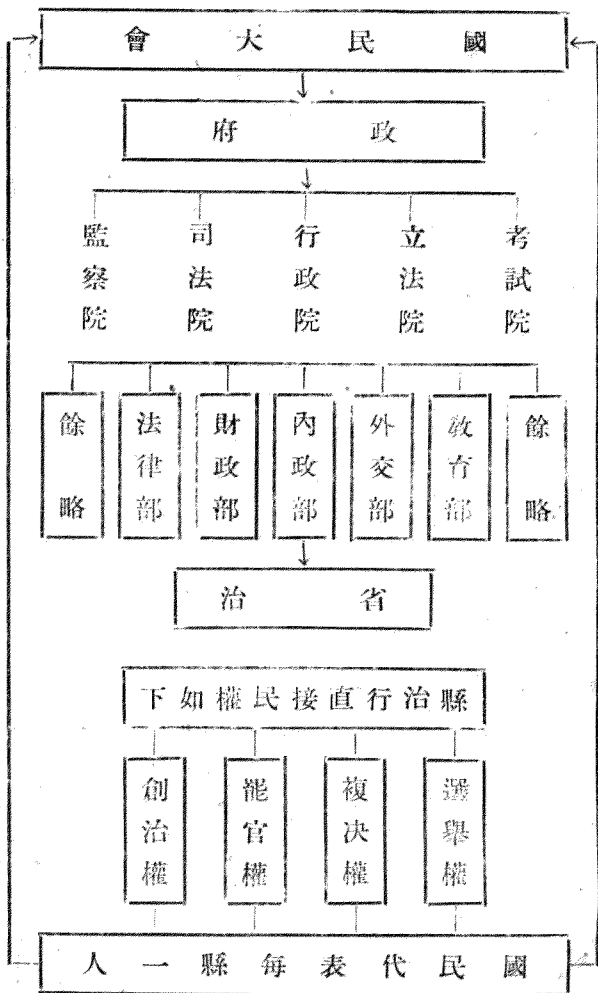 國民大會
政府
考試院
立法院
行政院
司法院
監察院
餘略
教育部
外交部
內政部
財政部
法律部
餘略
省治
縣治行直接民權如下
選舉權
複决權
罷官權
創治權
國民代表每縣一人